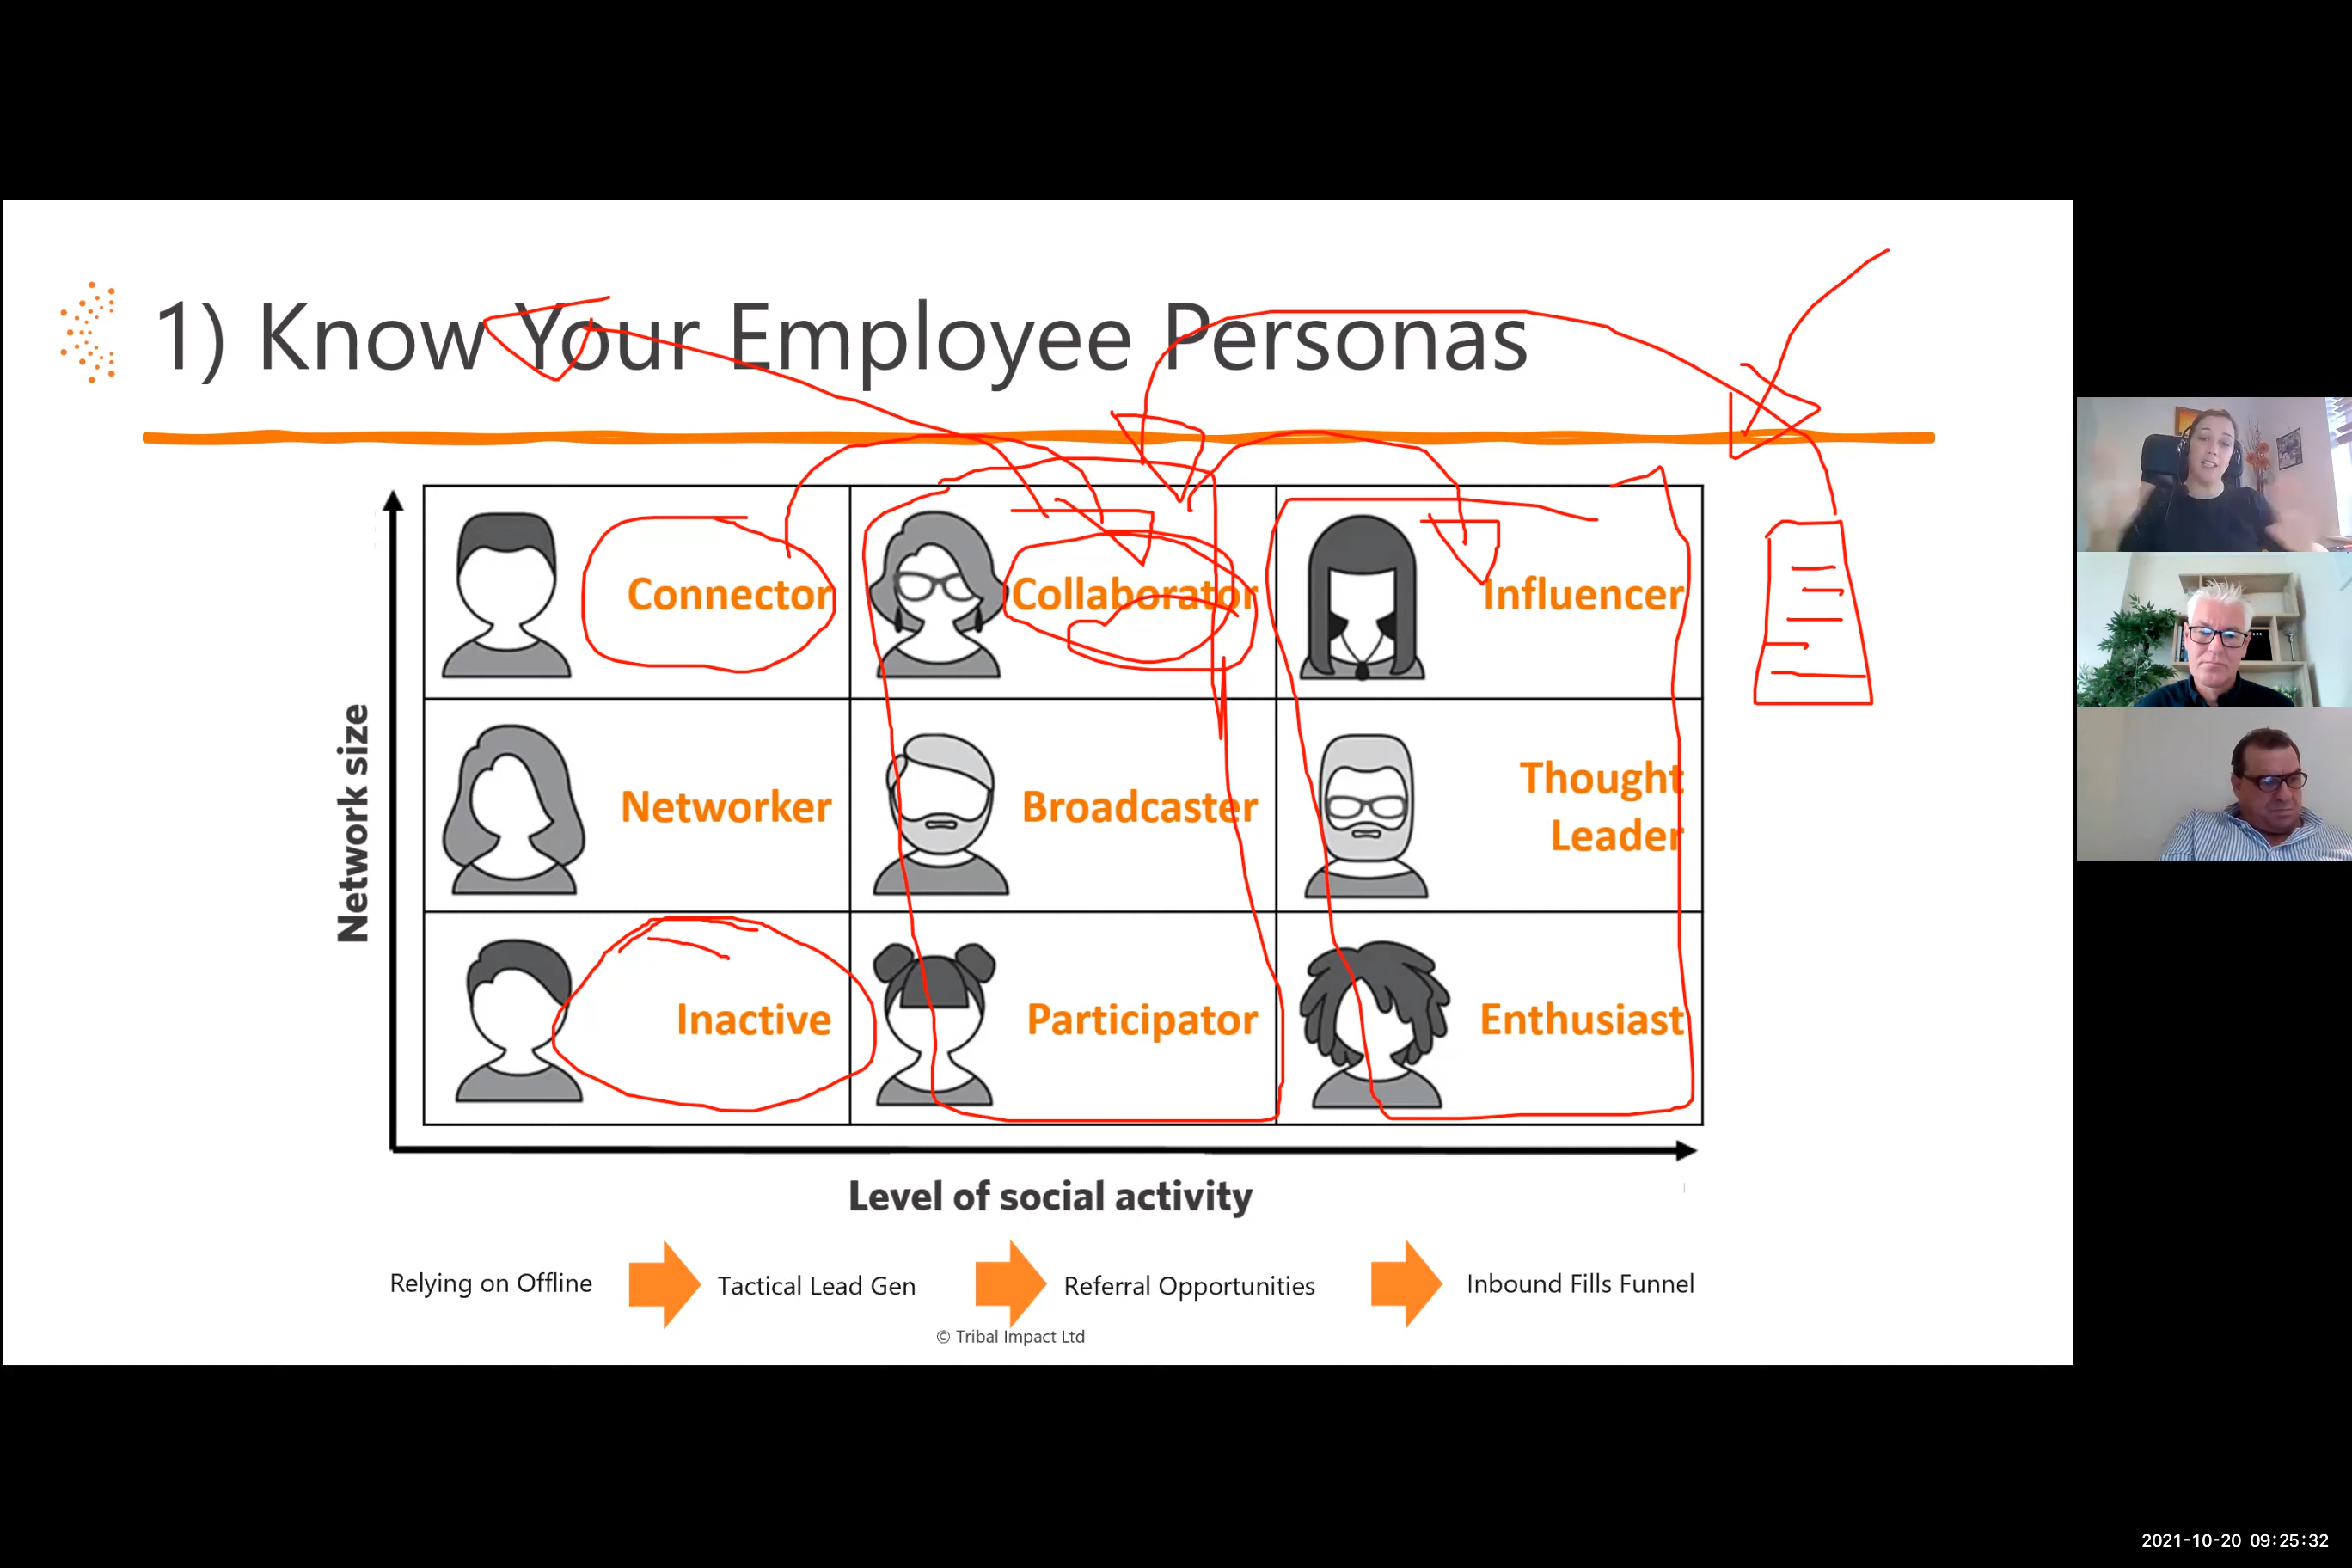 1) Know Your Employee Personas
Network size
Connector
Collaborator
Influencer
Networker
Broadcaster
Thought
Leader
Inactive
Participator
Enthusiast
Level of social activity
Relying on Offline
Tactical Lead Gen
Referral Opportunities
Inbound Fills Funnel
© Tribal Impact Ltd
2021-10-20 09:25:32